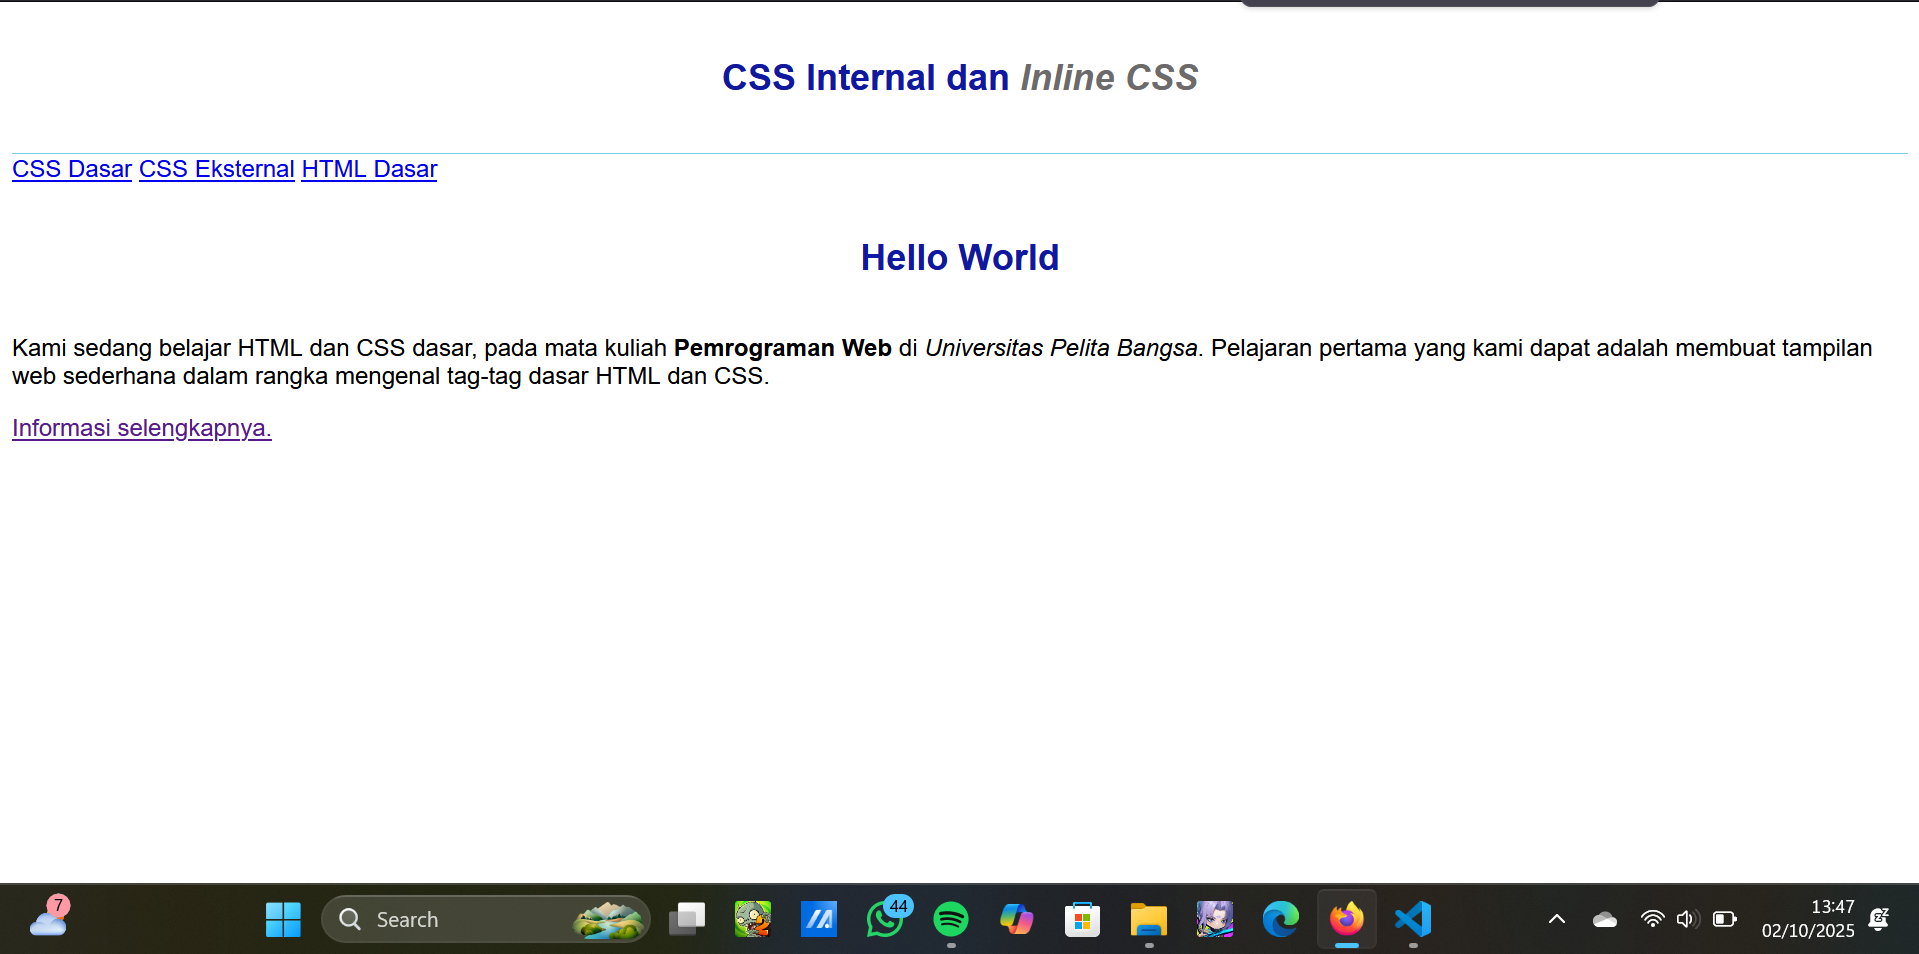 CSS Internal dan Inline CSS
CSS Dasar CSS Eksternal HTML Dasar
Hello World
Kami sedang belajar HTML dan CSS dasar, pada mata kuliah Pemrograman Web di Universitas Pelita Bangsa. Pelajaran pertama yang kami dapat adalah membuat tampilan
web sederhana dalam rangka mengenal tag-tag dasar HTML dan CSS.
Informasi selengkapnya.
7
Search
44
13:47
02/10/2025